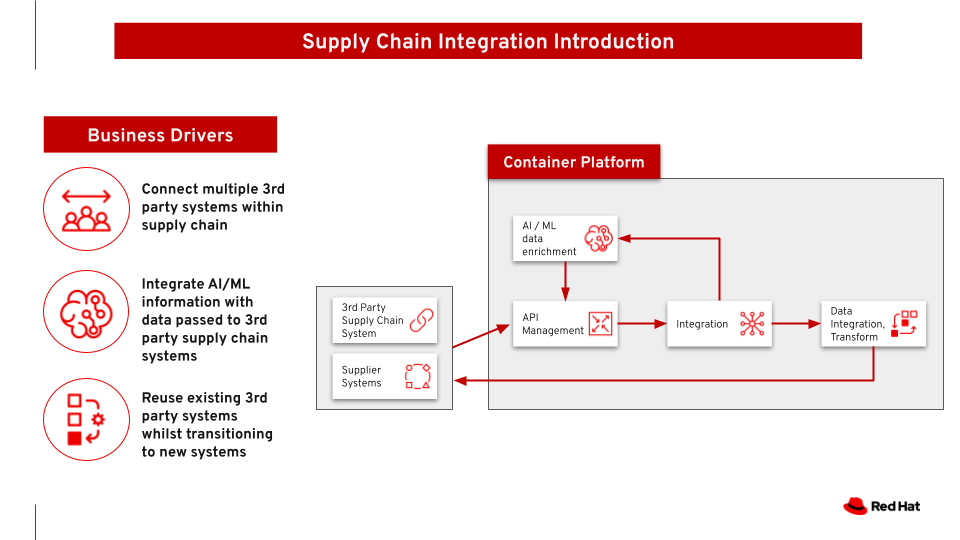 Supply Chain Integration Introduction
Business Drivers
Connect multiple 3rd
party systems within
supply chain
Integrate AI/ML
information with
data passed to 3rd
party supply chain
systems
Reuse existing 3rd
party systems
whilst transitioning
to new systems
Container Platform
AI / ML
data
enrichment
3rd Party
Supply Chain
System
Supplier
Systems
API
Management
Integration
Data
Integration,
Transform
Red Hat